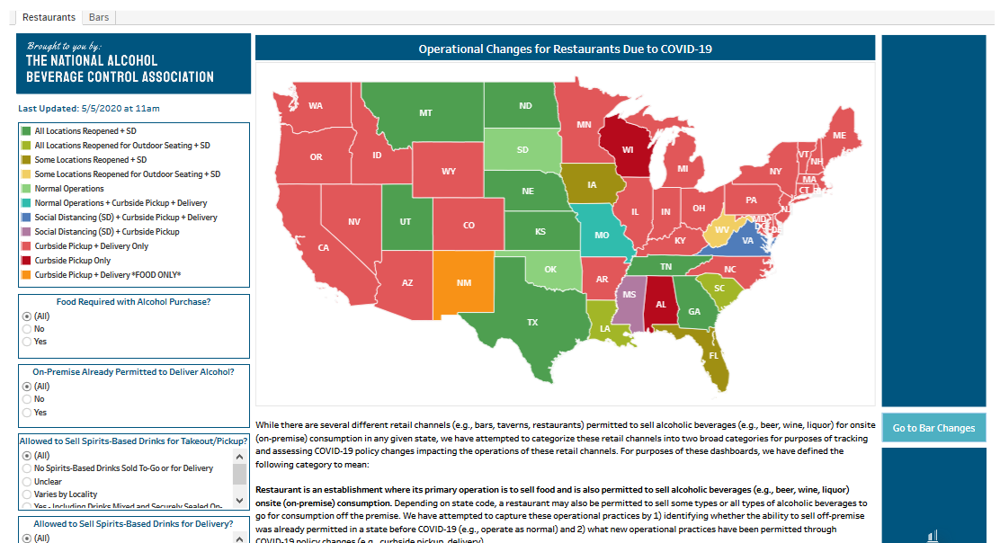 Restaurants
Bars
Brought to you by:
THE NATIONAL ALCOHOL
BEVERAGE CONTROL ASSOCIATION
Last Updated: 5/5/2020 at 11am
All Locations Reopened + SD
All Locations Reopened for Outdoor Seating + SD
Some Locations Reopened + SD
Some Locations Reopened for Outdoor Seating + SD
Normal Operations
Normal Operations + Curbside Pickup + Delivery
Social Distancing (SD) + Curbside Pickup + Delivery
Social Distancing (SD) + Curbside Pickup
Curbside Pickup + Delivery Only
Curbside Pickup Only
Curbside Pickup + Delivery *FOOD ONLY*
Food Required with Alcohol Purchase?
(All)
No
Yes
On-Premise Already Permitted to Deliver Alcohol?
(All)
No
Yes
Allowed to Sell Spirits-Based Drinks for Takeout/Pickup?
(All)
No Spirits-Based Drinks Sold To-Go or for Delivery
Unclear
Varies by Locality
Yes - Including Drinks Mixed and Securely Sealed On-
Allowed to Sell Spirits-Based Drinks for Delivery?
(All)
Operational Changes for Restaurants Due to COVID-19
WA
MT
ND
MN
ME
OR
ID
SD
WI
VT
NH
WY
MI
NY
MA
CT
IA
NE
PA
NV
UT
CO
IL
IN
OH
MD
KS
MO
KY
WV
VA
CA
AZ
NM
OK
AR
TN
NC
SC
MS
AL
GA
TX
LA
FL
While there are several different retail channels (e.g., bars, taverns, restaurants) permitted to sell alcoholic beverages (e.g., beer, wine, liquor) for onsite
(on-premise) consumption in any given state, we have attempted to categorize these retail channels into two broad categories for purposes of tracking
and assessing COVID-19 policy changes impacting the operations of these retail channels. For purposes of these dashboards, we have defined the
following category to mean:
Restaurant is an establishment where its primary operation is to sell food and is also permitted to sell alcoholic beverages (e.g., beer, wine, liquor)
onsite (on-premise) consumption. Depending on state code, a restaurant may also be permitted to sell some types or all types of alcoholic beverages to
go for consumption off the premise. We have attempted to capture these operational practices by 1) identifying whether the ability to sell off-premise
was already permitted in a state before COVID-19 (e.g., operate as normal) and 2) what new operational practices have been permitted through
COVID-19 policy changes (e.g., curbside pickup, delivery).
Go to Bar Changes